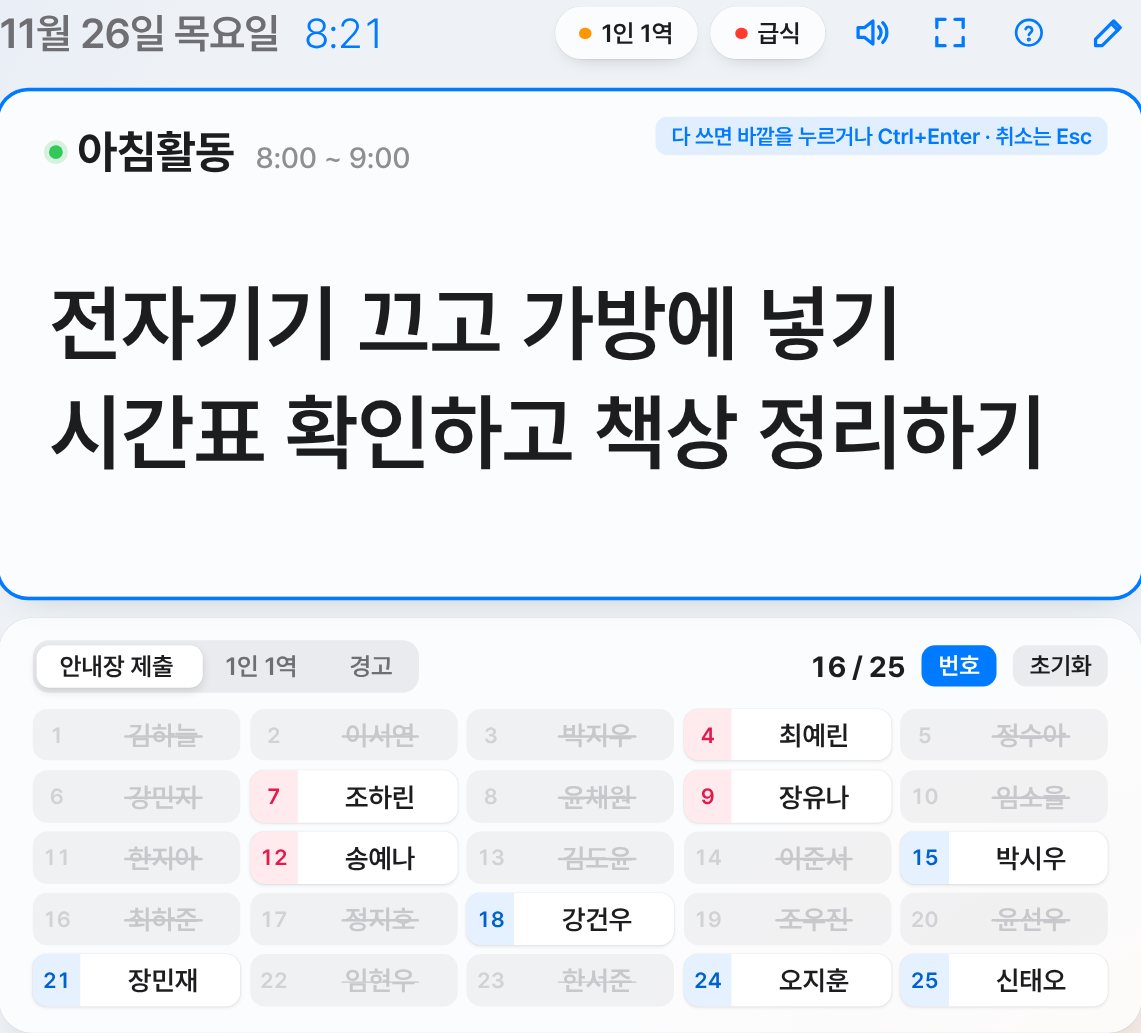 11월 26일 목요일 8:21 1인 1역 급식
아침활동 8:00 ~ 9:00 다 쓰면 바깥을 누르거나 Ctrl+Enter · 취소는 Esc
전자기기 끄고 가방에 넣기
시간표 확인하고 책상 정리하기
안내장 제출 1인 1역 경고 16 / 25 번호 초기화
1 김하늘 2 이서연 3 박지우 4 최예린 5 정수아
6 강민지 7 조하린 8 윤채원 9 장유나 10 임소율
11 한지아 12 송예나 13 김도윤 14 이준서 15 박시우
16 최하준 17 정지호 18 강건우 19 조우진 20 윤선우
21 장민재 22 임현우 23 한서준 24 오지훈 25 신태오